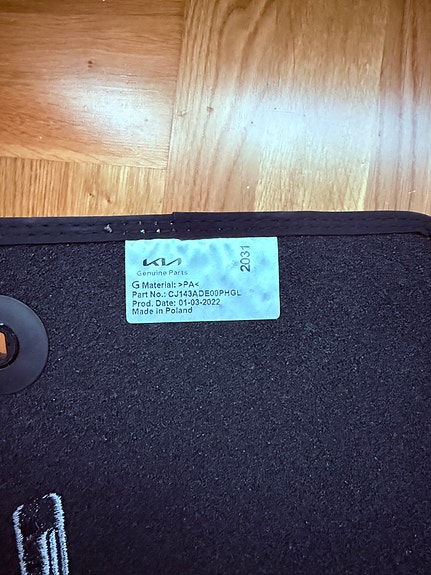 KIA
Genuine Parts
2031
G Material: >PA<
Part No.: CJ143ADE00PHGL
Prod. Date: 01-03-2022
Made in Poland